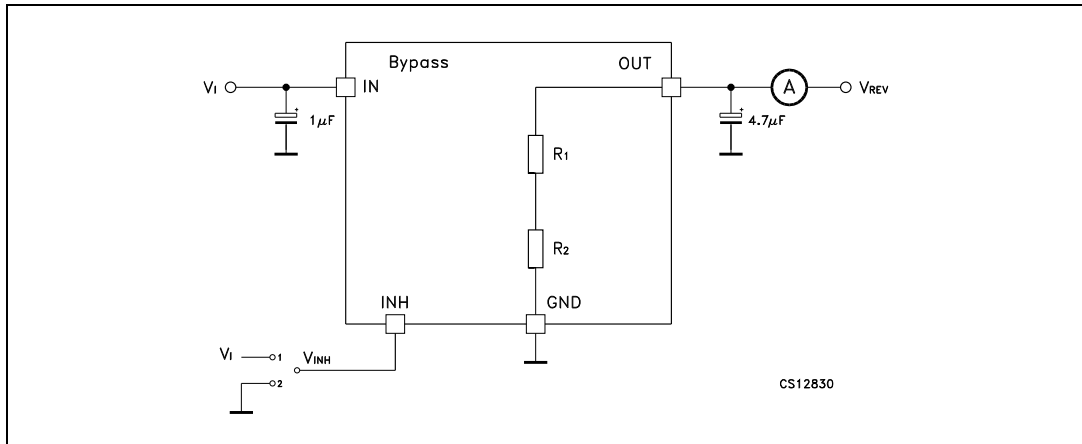 Bypass
OUT
VI
IN
A
VREV
1μF
4.7μF
R1
R2
INH
GND
VI
1
VINH
2
CS12830